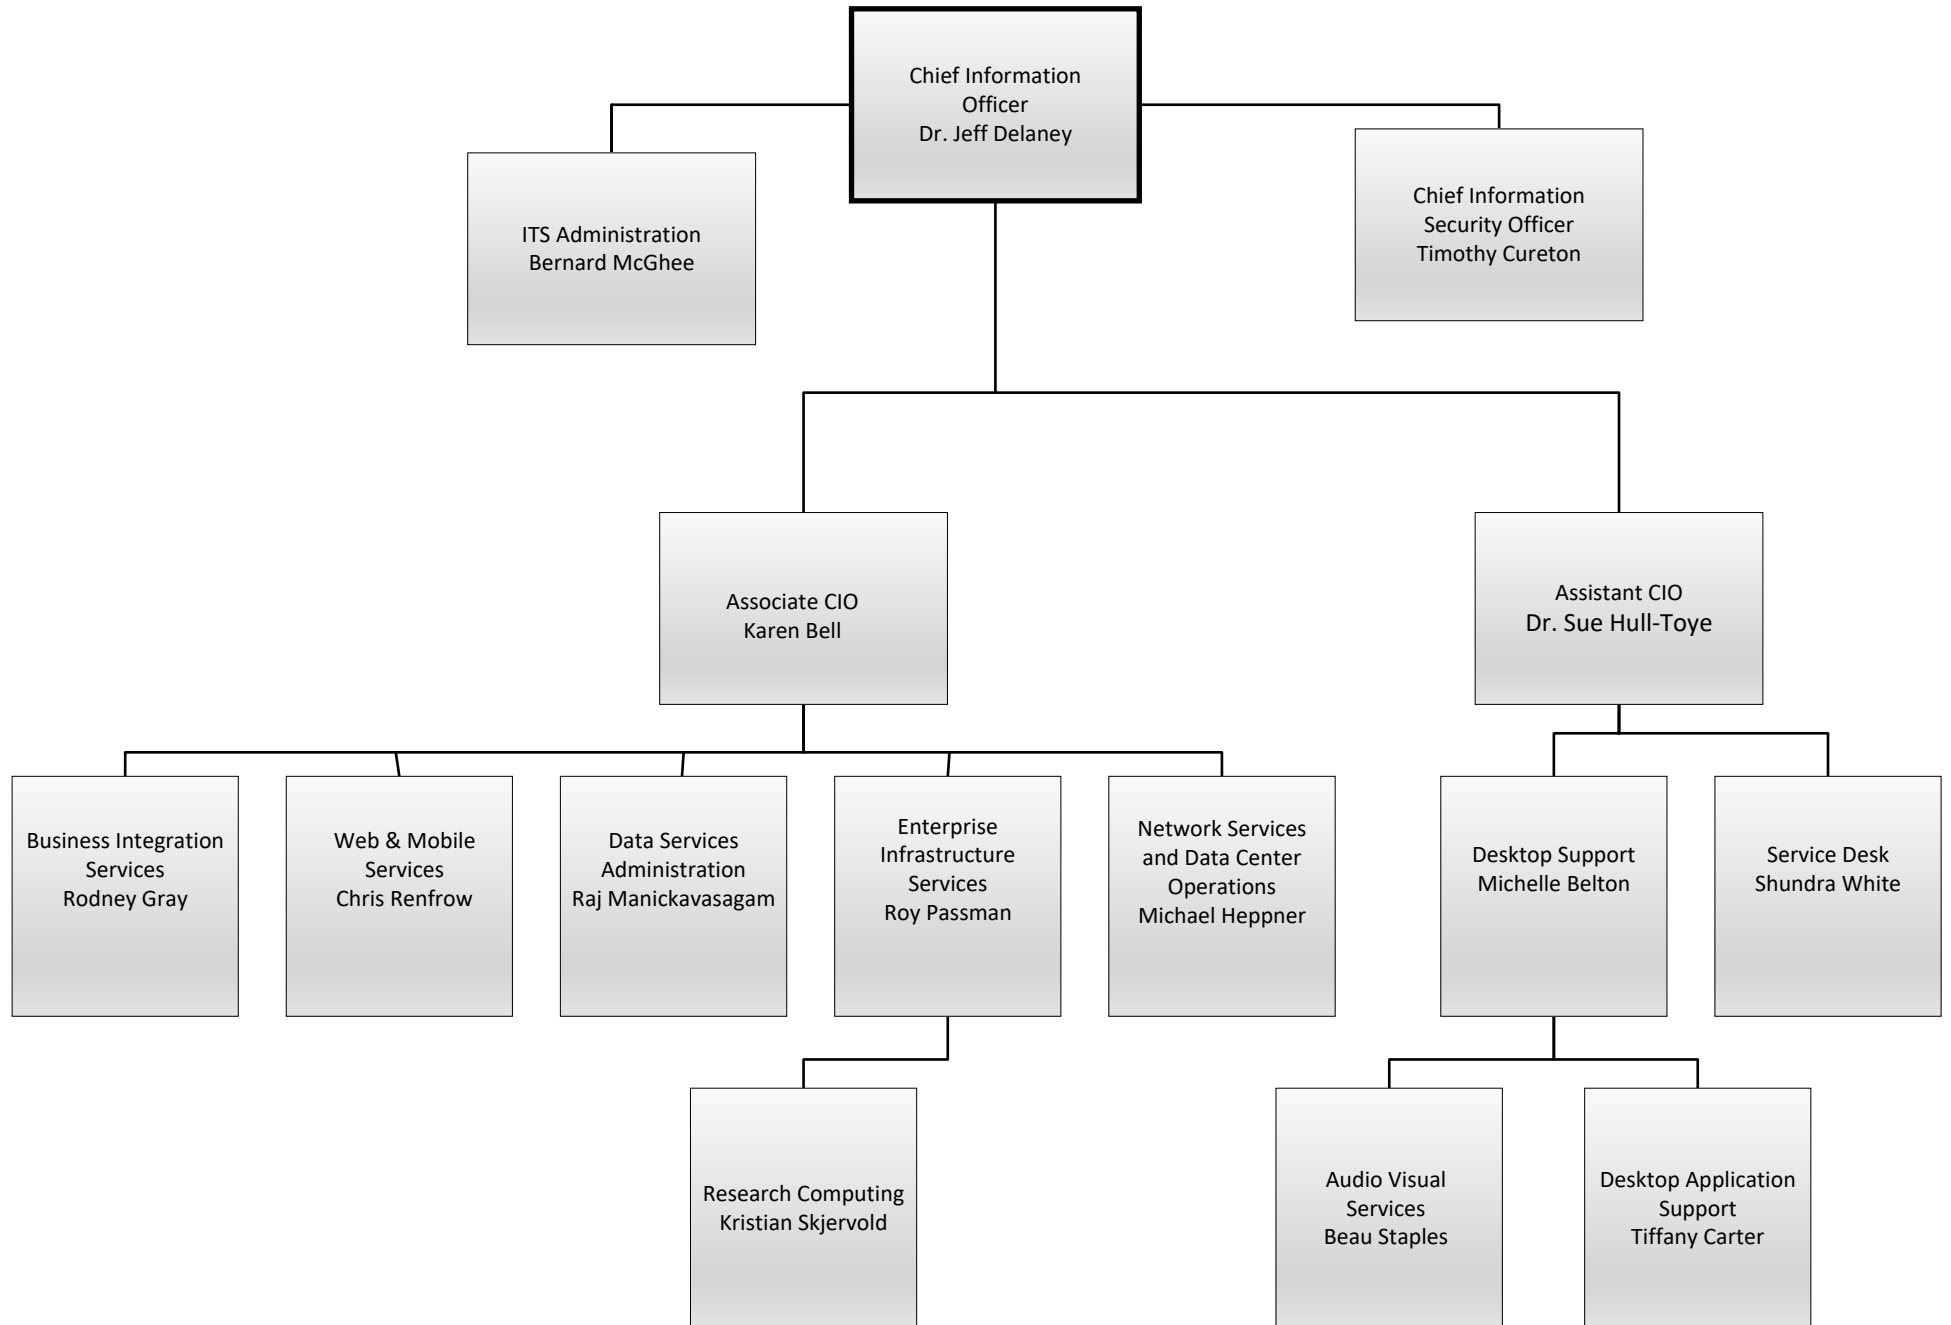 Chief Information
Officer
Dr. Jeff Delaney
ITS Administration
Bernard McGhee
Chief Information
Security Officer
Timothy Cureton
Associate CIO
Karen Bell
Assistant CIO
Dr. Sue Hull-Toye
Business Integration
Services
Rodney Gray
Web & Mobile
Services
Chris Renfrow
Data Services
Administration
Raj Manickavasagam
Enterprise
Infrastructure
Services
Roy Passman
Network Services
and Data Center
Operations
Michael Heppner
Desktop Support
Michelle Belton
Service Desk
Shundra White
Research Computing
Kristian Skjervold
Audio Visual
Services
Beau Staples
Desktop Application
Support
Tiffany Carter